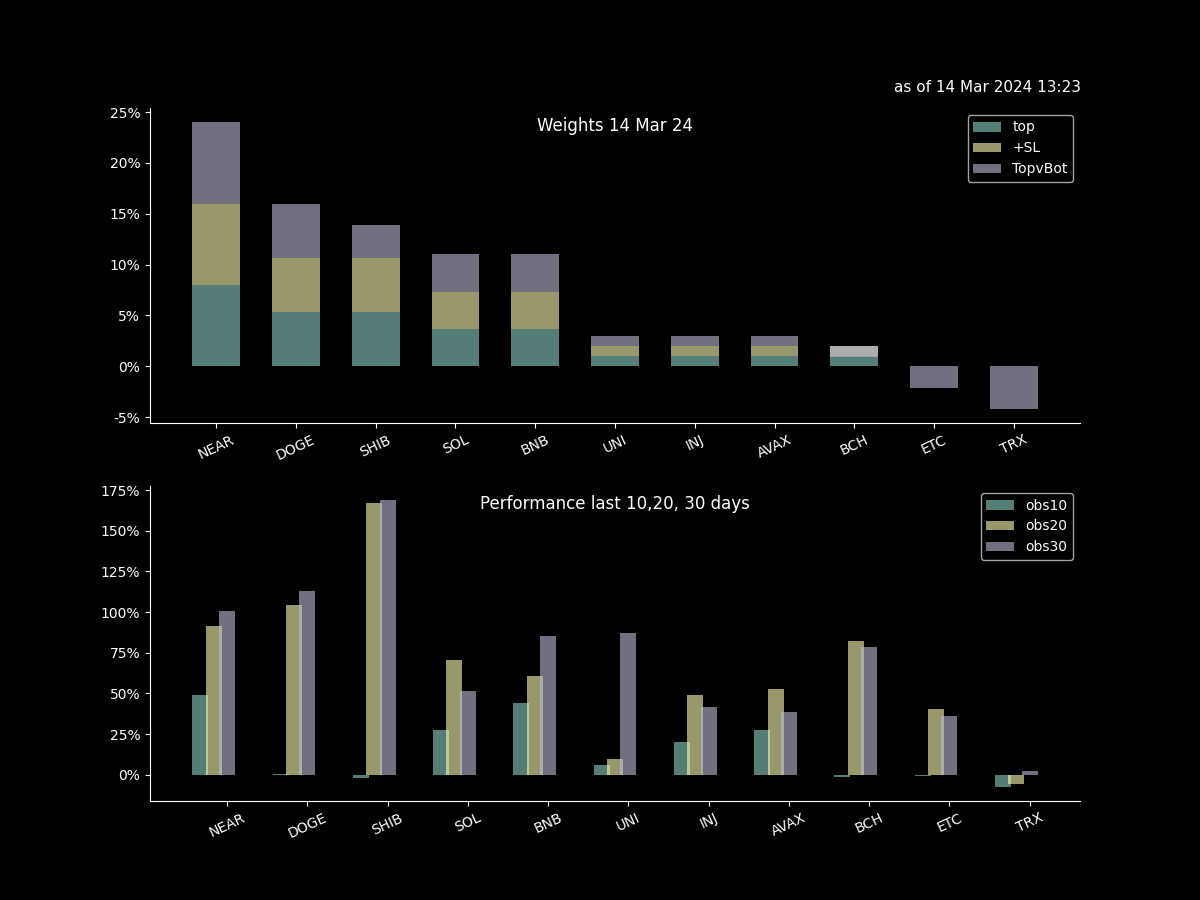 as of 14 Mar 2024 13:23
Weights 14 Mar 24
top
+SL
TopvBot
25%
20%
15%
10%
5%
0%
-5%
NEAR DOGE SHIB SOL BNB UNI INJ AVAX BCH ETC TRX
Performance last 10,20, 30 days
obs10
obs20
obs30
175%
150%
125%
100%
75%
50%
25%
0%
NEAR DOGE SHIB SOL BNB UNI INJ AVAX BCH ETC TRX